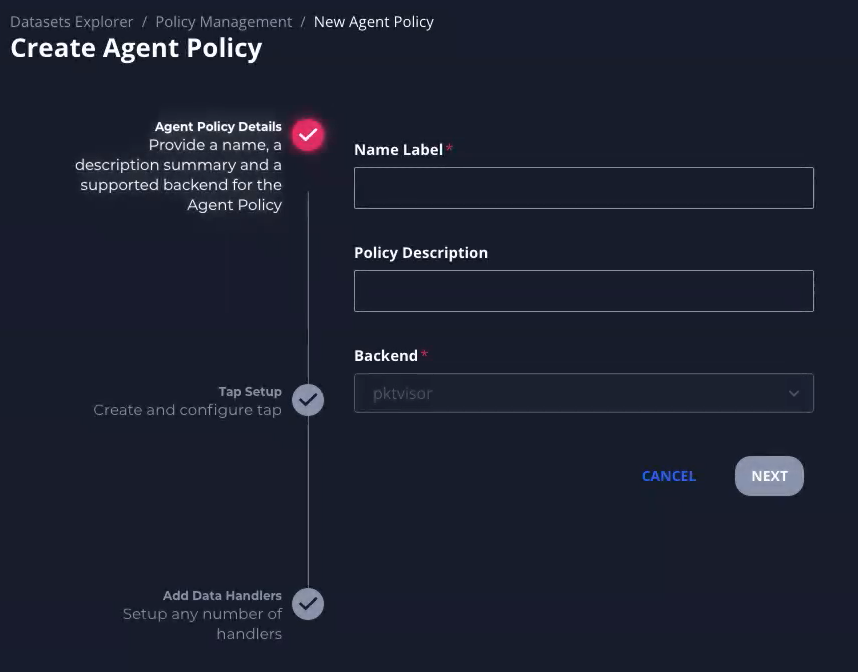 Datasets Explorer / Policy Management / New Agent Policy
Create Agent Policy
Agent Policy Details
Provide a name, a
description summary and a
supported backend for the
Agent Policy
Name Label *
Policy Description
Backend *
pktvisor
Tap Setup
Create and configure tap
CANCEL
NEXT
Add Data Handlers
Setup any number of
handlers